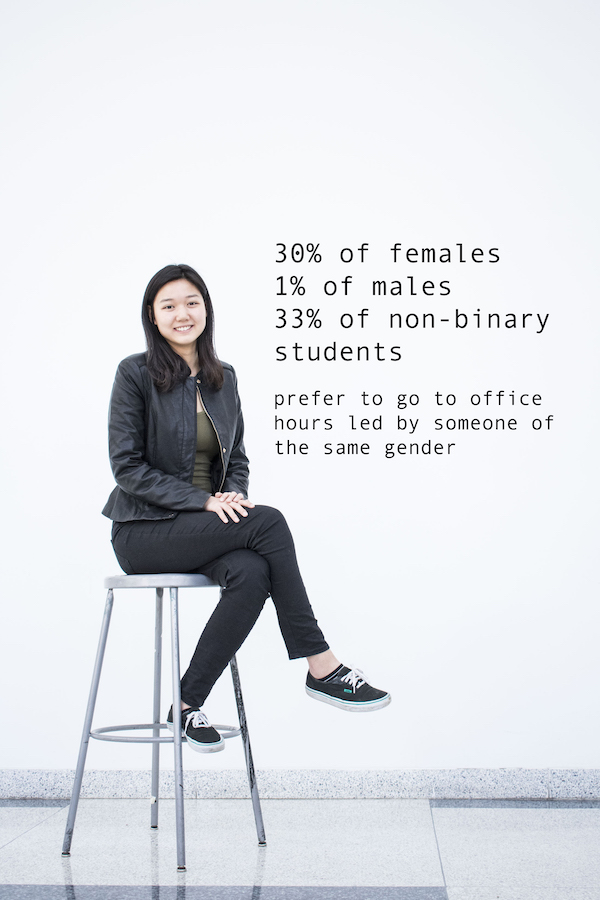 30% of females
1% of males
33% of non-binary
students
prefer to go to office
hours led by someone of
the same gender